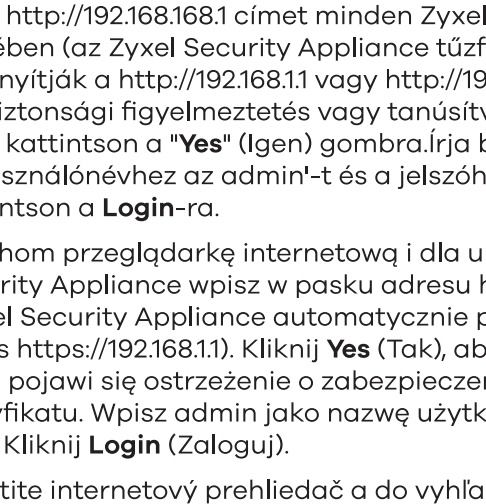 http://192.168.168.1 címet minden Zyxel
ében (az Zyxel Security Appliance tűzf
nyítják a http://192.168.1.1 vagy http://19
iztonsági figyelmeztetés vagy tanúsítv
kattintson a "Yes" (Igen) gombra.Írja b
sználónévhez az admin'-t és a jelszóh
ntson a Login-ra.
hom przeglądarkę internetową i dla u
rity Appliance wpisz w pasku adresu h
el Security Appliance automatycznie p
s https://192.168.1.1). Kliknij Yes (Tak), ab
pojawi się ostrzeżenie o zabezpieczen
yfikatu. Wpisz admin jako nazwę użytk
Kliknij Login (Zaloguj).
tite internetový prehliadač a do vyhľa